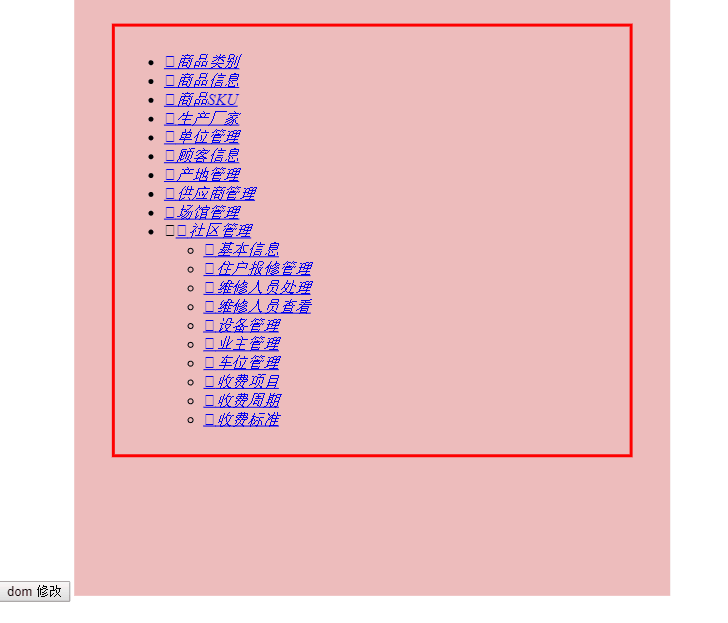 商品类别
商品信息
商品SKU
生产厂家
单位管理
顾客信息
产地管理
供应商管理
场馆管理
社区管理
基本信息
住户报修管理
维修人员处理
维修人员查看
设备管理
业主管理
车位管理
收费项目
收费周期
收费标准
dom 修改